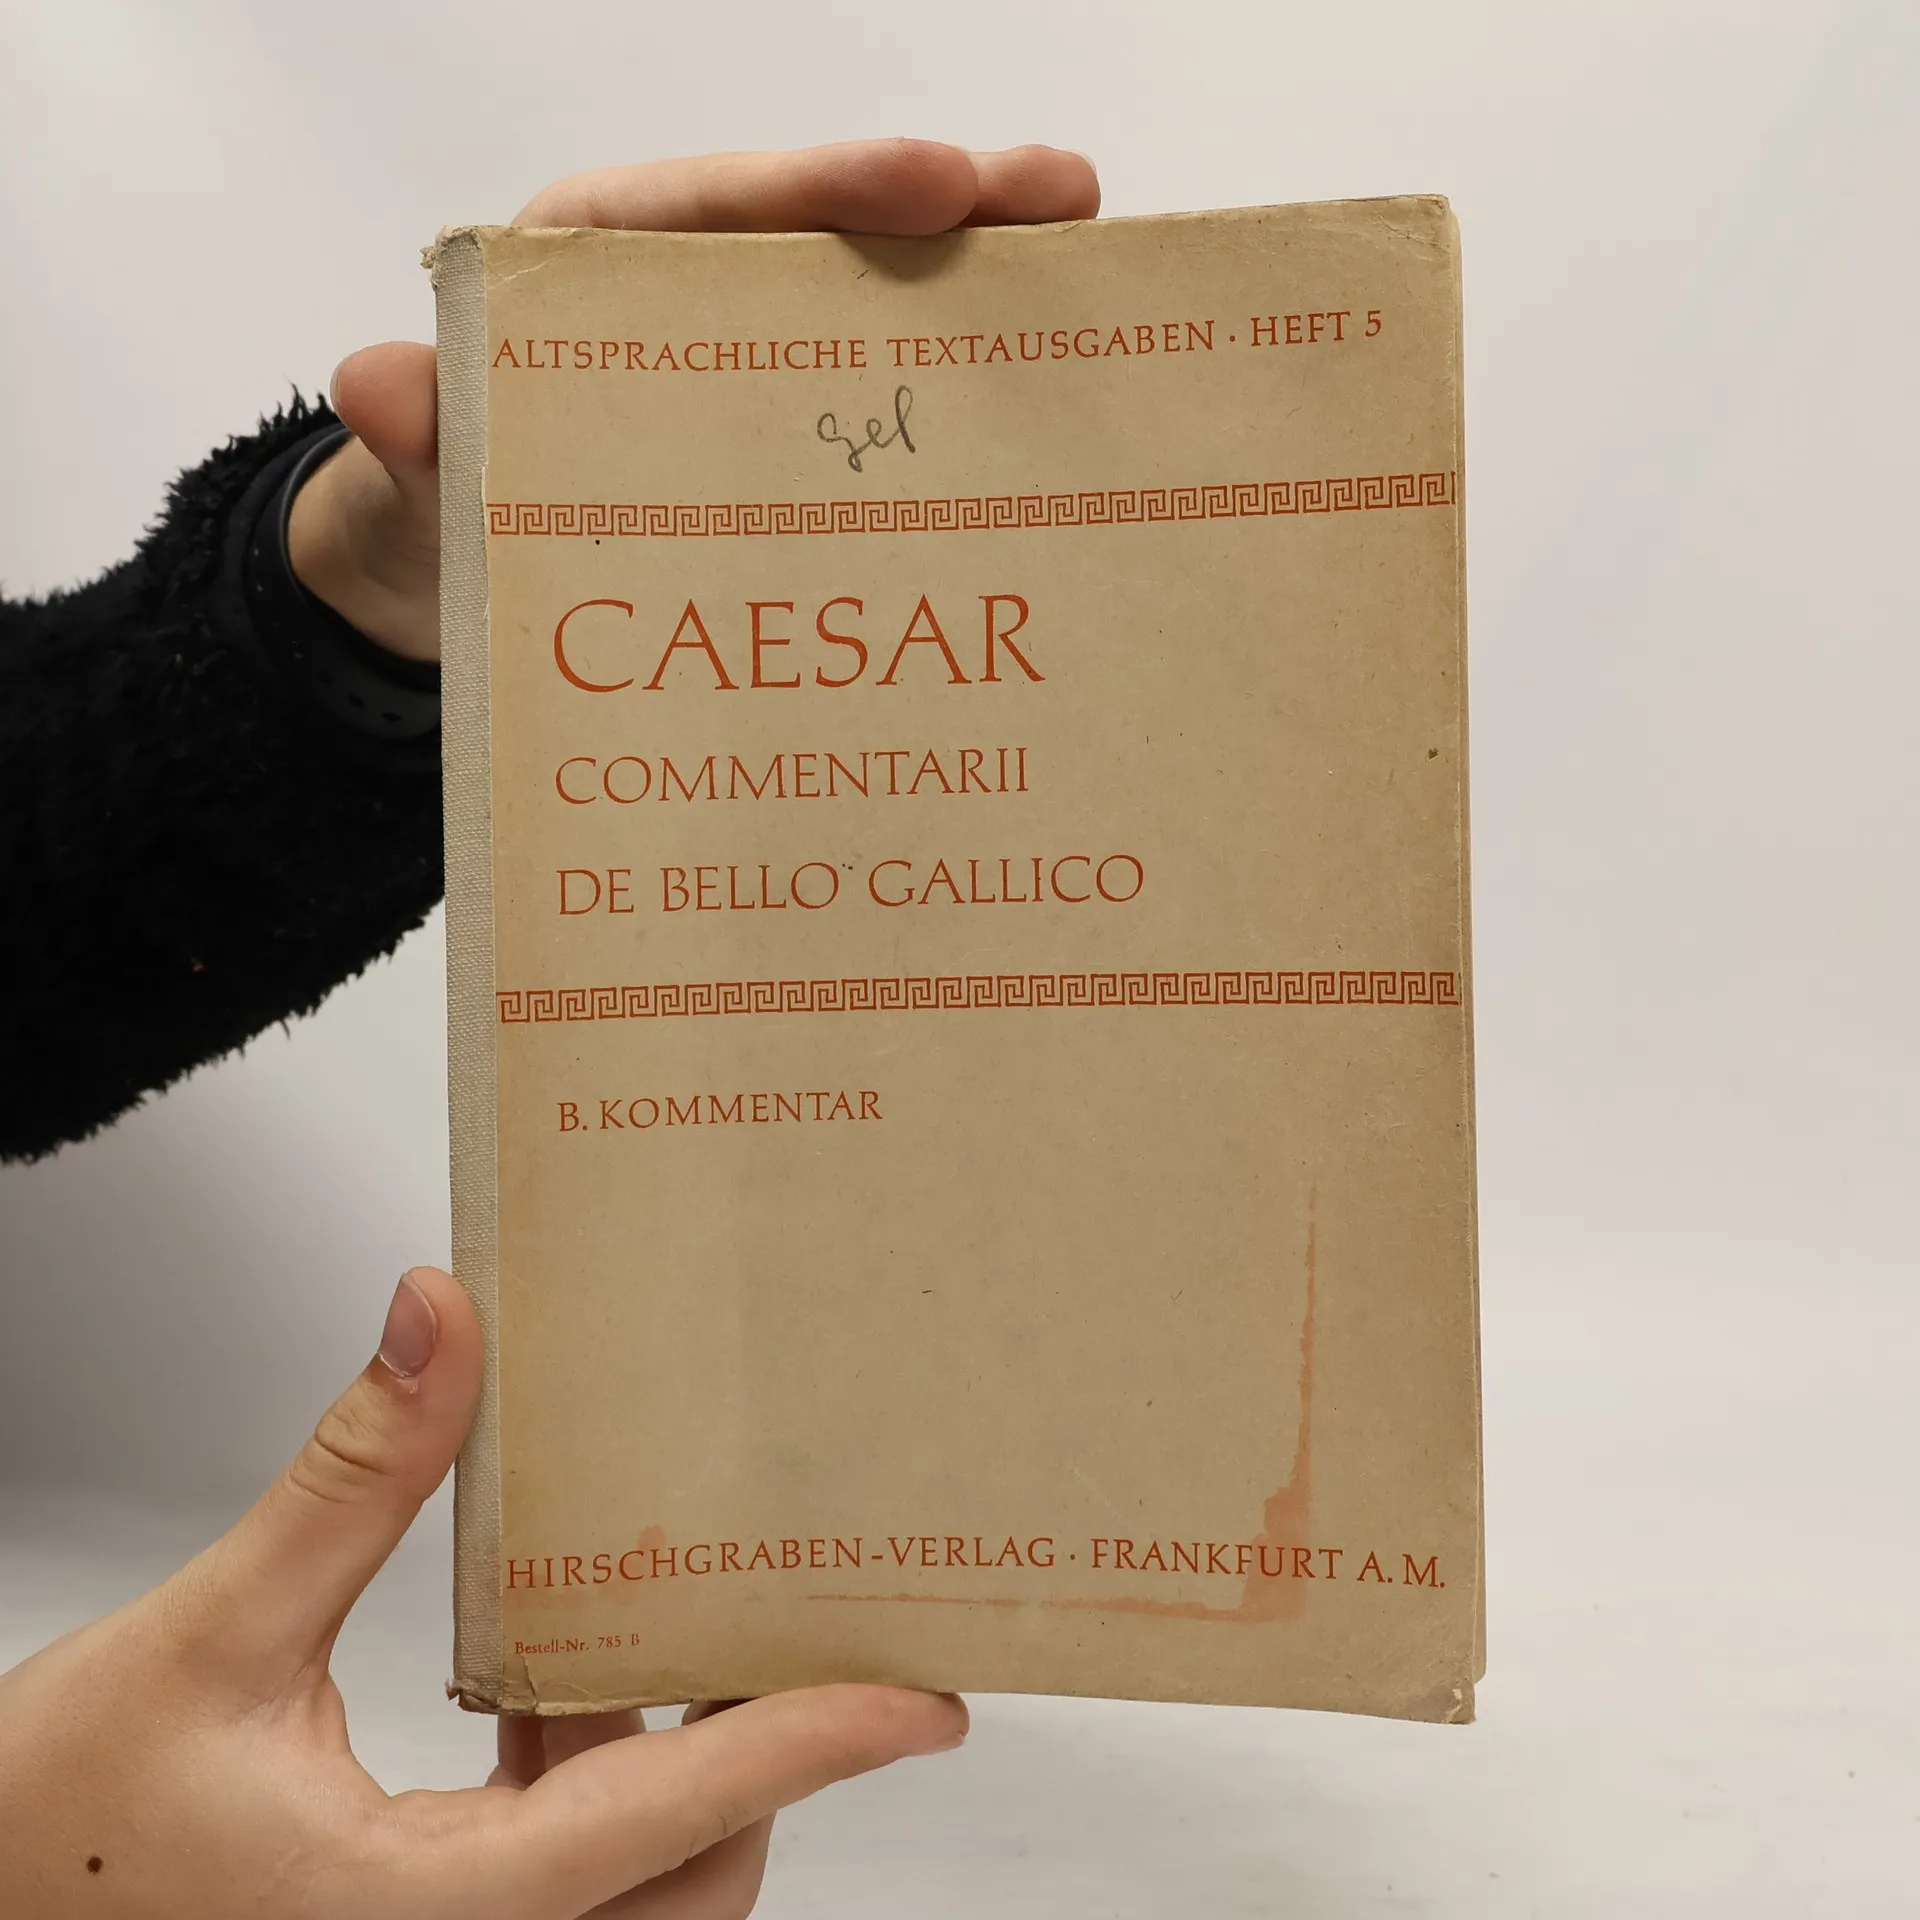 ALTSPRACHLICHE TEXTAUSGABEN · HEFT 5
CAESAR
COMMENTARII
DE BELLO GALLICO
B. KOMMENTAR
HIRSCHGRABEN-VERLAG · FRANKFURT A. M.
Bestell-Nr. 785 B